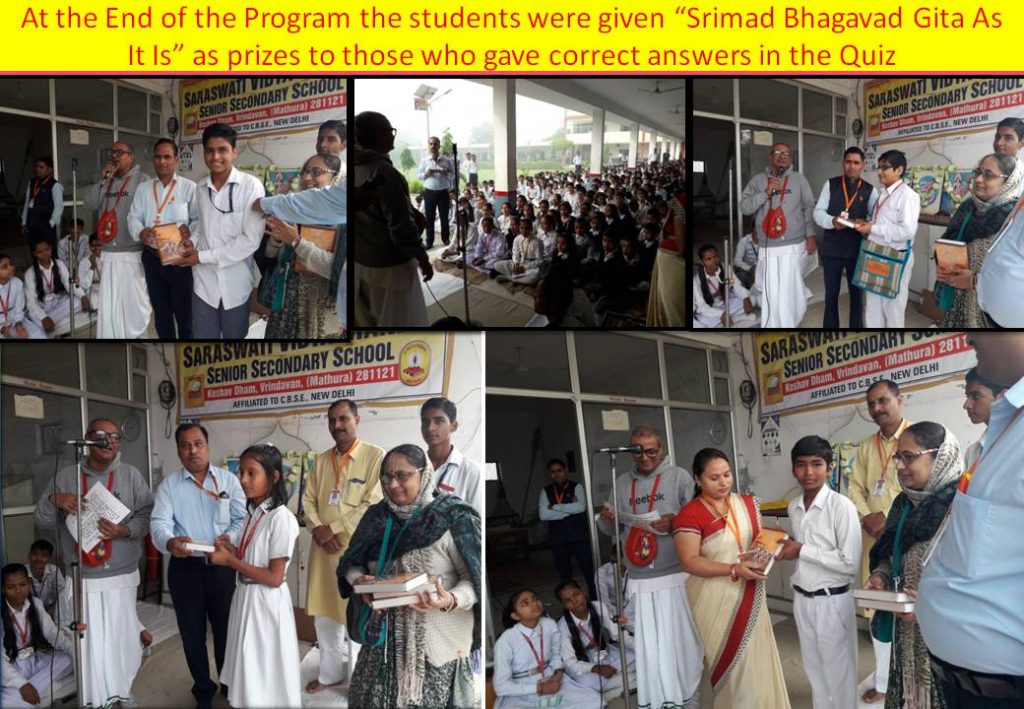 At the End of the Program the students were given “Srimad Bhagavad Gita As
It Is” as prizes to those who gave correct answers in the Quiz
SARASWATI VIDYA
SENIOR SECONDARY SCHOOL
Keshav Dham, Vrindavan, (Mathura) 281121
AFFILIATED TO C.B.S.E., NEW DELHI
Reebok
SARASWATI VIDYA
SENIOR SECONDARY SCHOOL
Keshav Dham, Vrindavan, (Mathura) 281121
AFFILIATED TO C.B.S.E., NEW DELHI
Reebok
SARASWATI VIDYA
SENIOR SECONDARY SCHOOL
Keshav Dham, Vrindavan, (Mathura) 281121
AFFILIATED TO C.B.S.E., NEW DELHI
SENIOR SECONDARY SCHOOL
Keshav Dham, Vrindavan, (Mathura) 2811
AFFILIATED TO C.B.S.E., NEW DELHI
Reebok